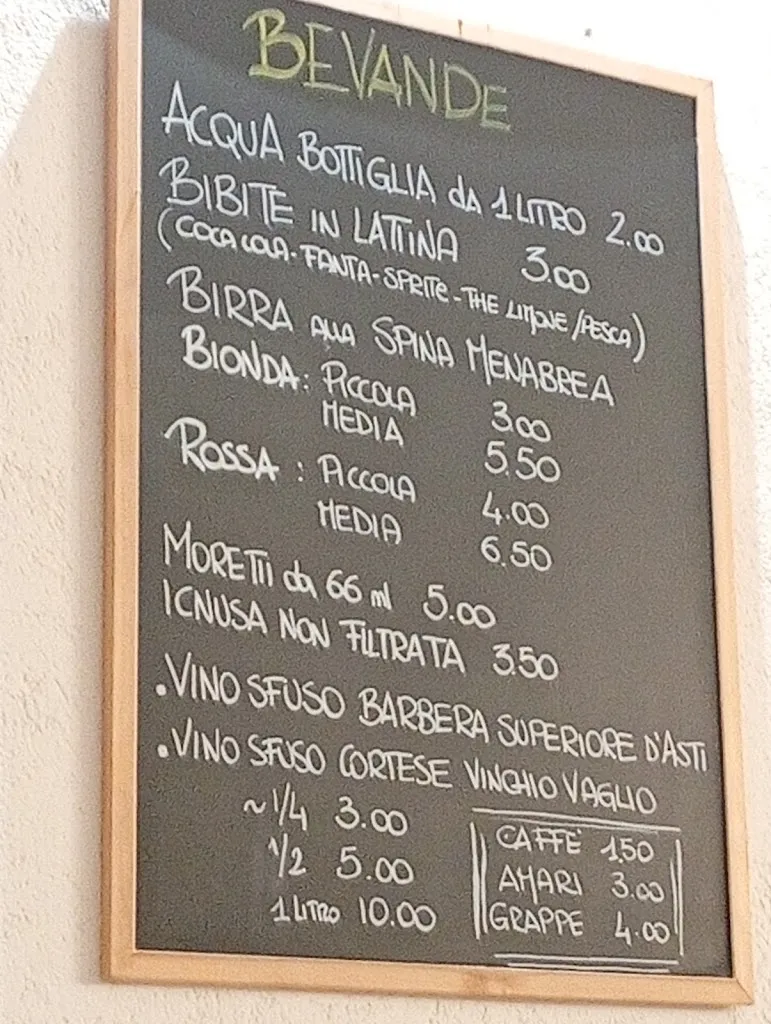 BEVANDE
ACQUA BOTTIGLIA da 1 LITRO 2.00
BIBITE IN LATTINA 3.00
(COCA COLA - FANTA - SPRITE - THE LIMONE / PESCA)
BIRRA ALLA SPINA MENABREA
BIONDA: PICCOLA 3.00
MEDIA 5.50
ROSSA : PICCOLA 4.00
MEDIA 6.50
MORETTI da 66 ml 5.00
ICNUSA NON FILTRATA 3.50
. VINO SFUSO BARBERA SUPERIORE D'ASTI
. VINO SFUSO CORTESE VINCHIO VAGLIO
~ 1/4 3.00
1/2 5.00
1 LITRO 10.00
CAFFE' 1.50
AMARI 3.00
GRAPPE 4.00